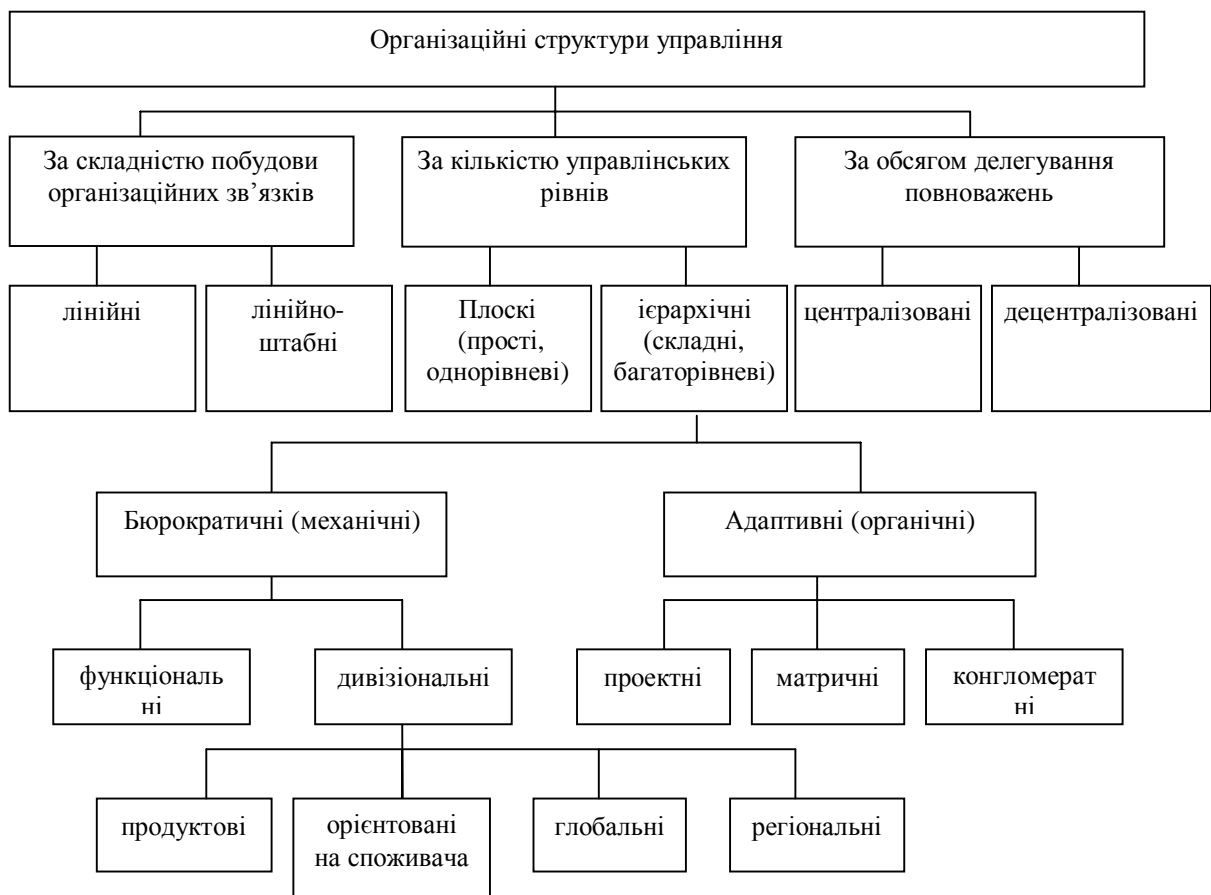 Організаційні структури управління
За складністю побудови
організаційних зв’язків
За кількістю управлінських
рівнів
За обсягом делегування
повноважень
лінійні
лінійно-
штабні
Плоскі
(прості,
однорівневі)
ієрархічні
(складні,
багаторівневі)
централізовані
децентралізовані
Бюрократичні (механічні)
Адаптивні (органічні)
функціональ
ні
дивізіональні
проектні
матричні
конгломерат
ні
продуктові
орієнтовані
на споживача
глобальні
регіональні